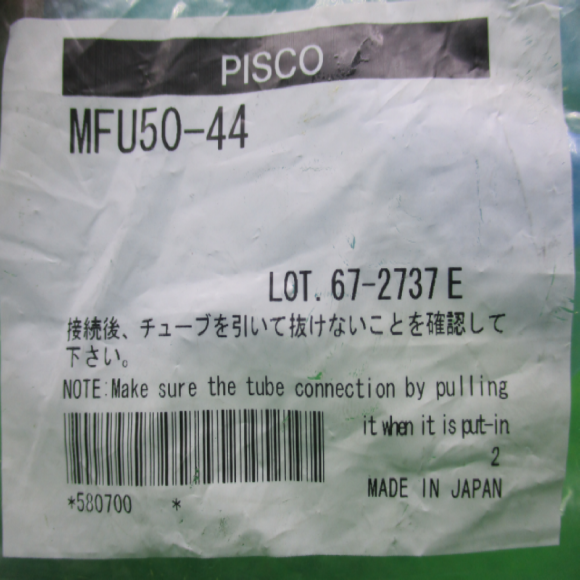 PISCO
MFU50-44
LOT. 67-2737 E
接続後、チューブを引いて抜けないことを確認して
下さい。
NOTE:Make sure the tube connection by pulling
it when it is put-in
2
*580700 *
MADE IN JAPAN